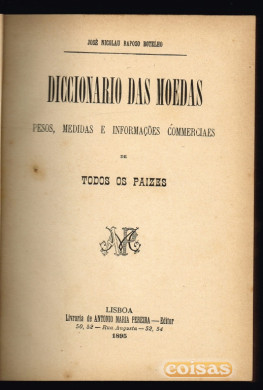 JOSÉ NICOLAU RAPOSO BOTELHO
DICCIONARIO DAS MOEDAS
PESOS, MEDIDAS E INFORMAÇÕES COMMERCIAES
DE
TODOS OS PAIZES
LISBOA
Livraria de ANTONIO MARIA PEREIRA — Editor
50, 52 — Rua Augusta — 52, 54
1895
coisas